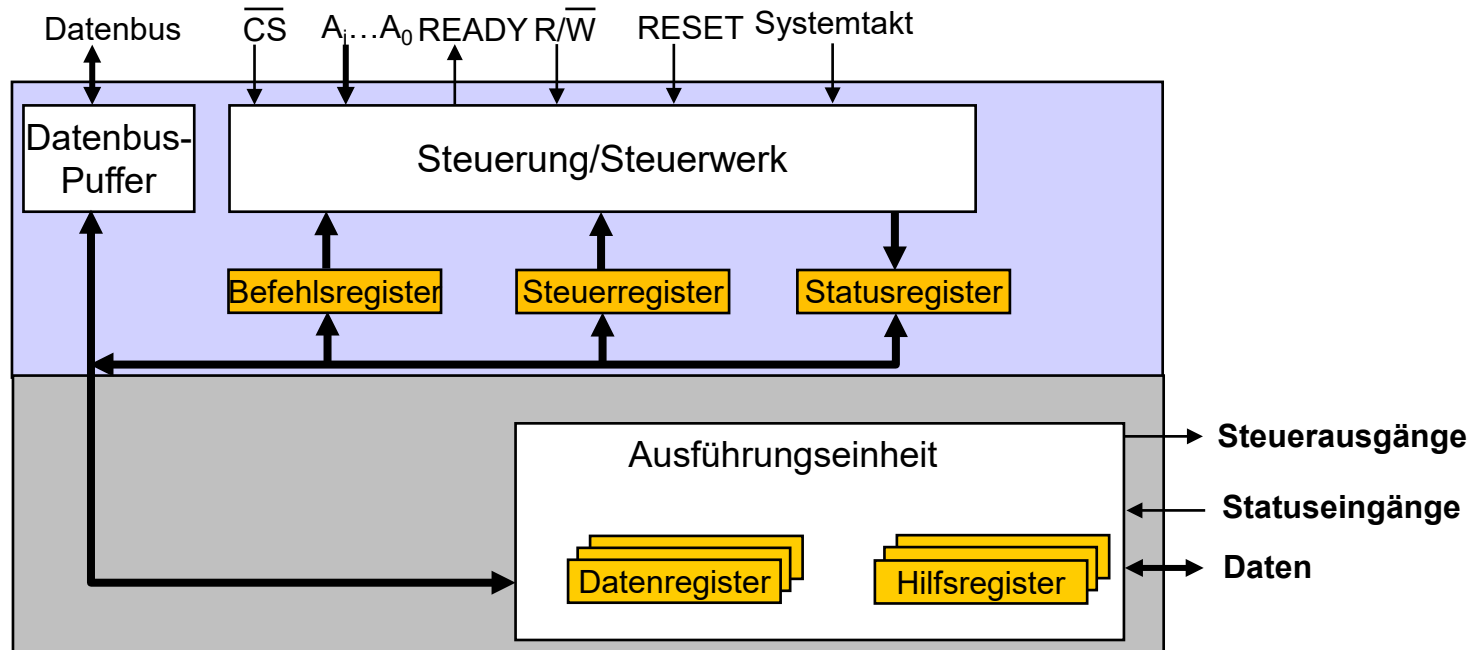 Datenbus
C̅S̅
Aᵢ…A₀
READY
R/W̅
RESET
Systemtakt
Datenbus-
Puffer
Steuerung/Steuerwerk
Befehlsregister
Steuerregister
Statusregister
Ausführungseinheit
Datenregister
Hilfsregister
Steuerausgänge
Statuseingänge
Daten